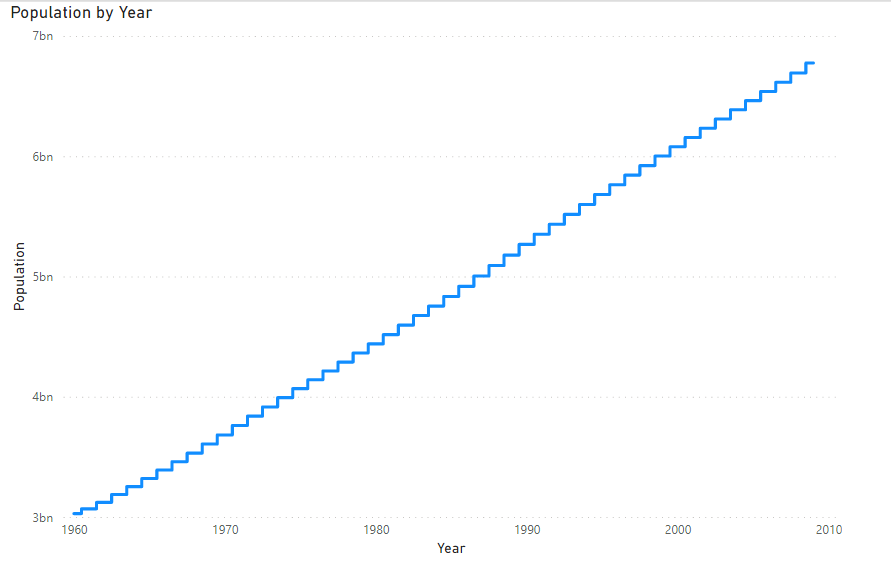 Population by Year
7bn
6bn
5bn
4bn
3bn
Population
1960 1970 1980 1990 2000 2010
Year